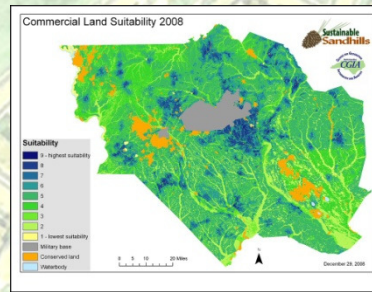 Commercial Land Suitability 2008
Sustainable
Sandhills
CGIA
Suitability
9 - highest suitability
8
7
6
5
4
3
2
1 - lowest suitability
Military base
Conserved land
Waterbody
0 5 10 20 Miles
N
December 29, 2008